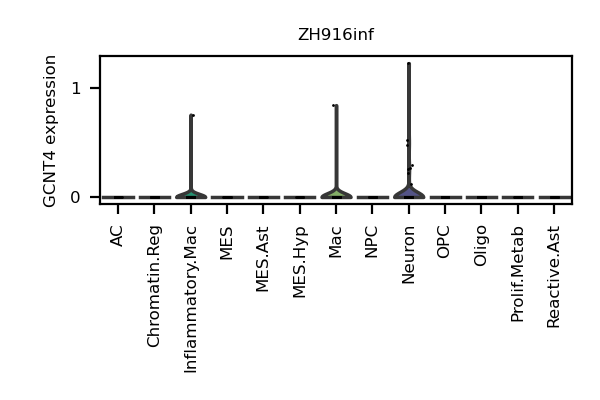 ZH916inf
GCNT4 expression
1
0
AC
Chromatin.Reg
Inflammatory.Mac
MES
MES.Ast
MES.Hyp
Mac
NPC
Neuron
OPC
Oligo
Prolif.Metab
Reactive.Ast